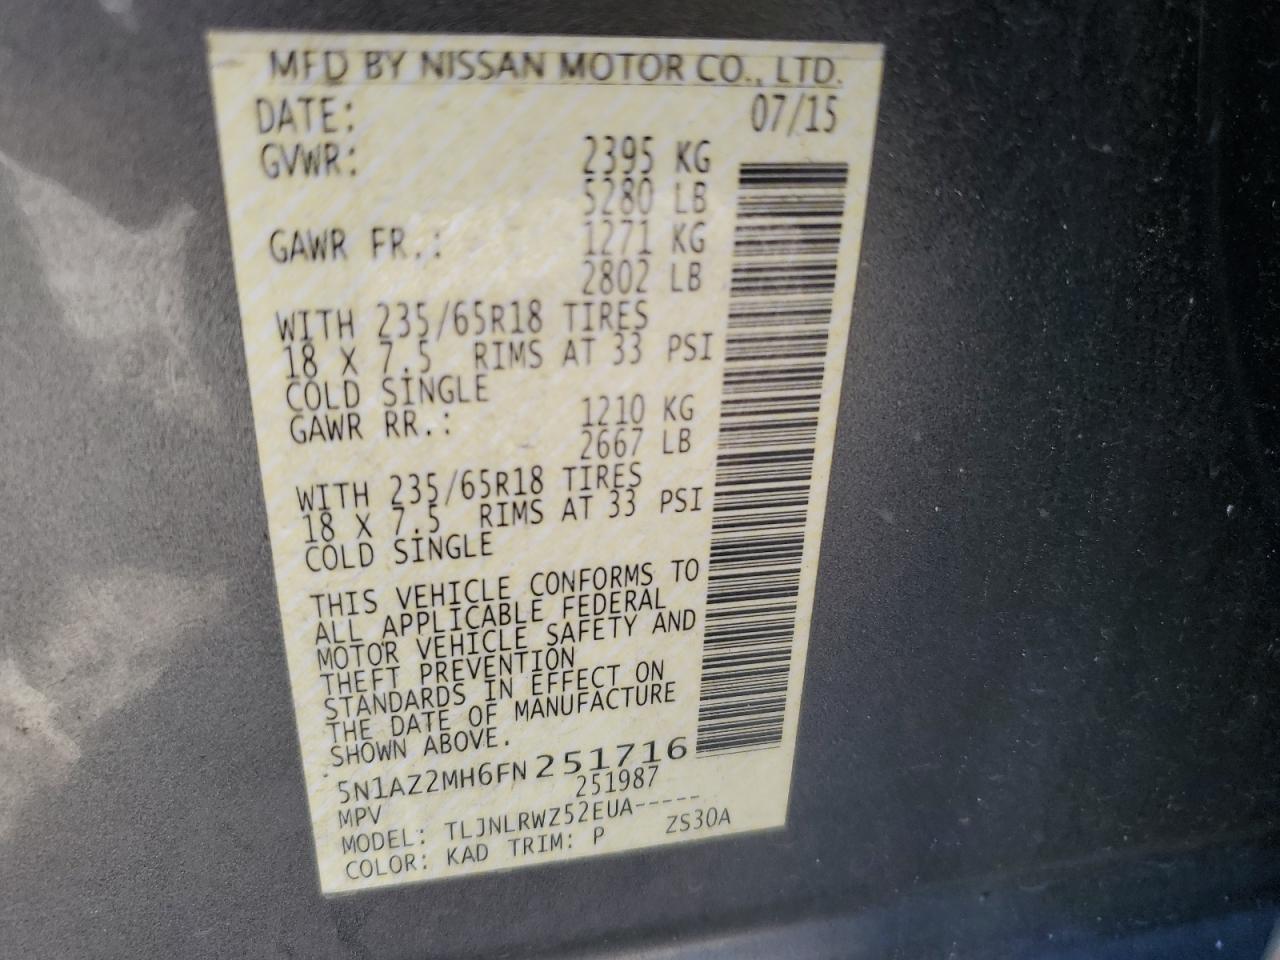 MFD BY NISSAN MOTOR CO., LTD.
DATE: 07/15
GVWR: 2395 KG
5280 LB
GAWR FR.: 1271 KG
2802 LB
WITH 235/65R18 TIRES
18 X 7.5 RIMS AT 33 PSI
COLD SINGLE
GAWR RR.: 1210 KG
2667 LB
WITH 235/65R18 TIRES
18 X 7.5 RIMS AT 33 PSI
COLD SINGLE
THIS VEHICLE CONFORMS TO
ALL APPLICABLE FEDERAL
MOTOR VEHICLE SAFETY AND
THEFT PREVENTION
STANDARDS IN EFFECT ON
THE DATE OF MANUFACTURE
SHOWN ABOVE.
5N1AZ2MH6FN251716
MPV 251987
MODEL: TLJNLRWZ52EUA-----
COLOR: KAD TRIM: P ZS30A